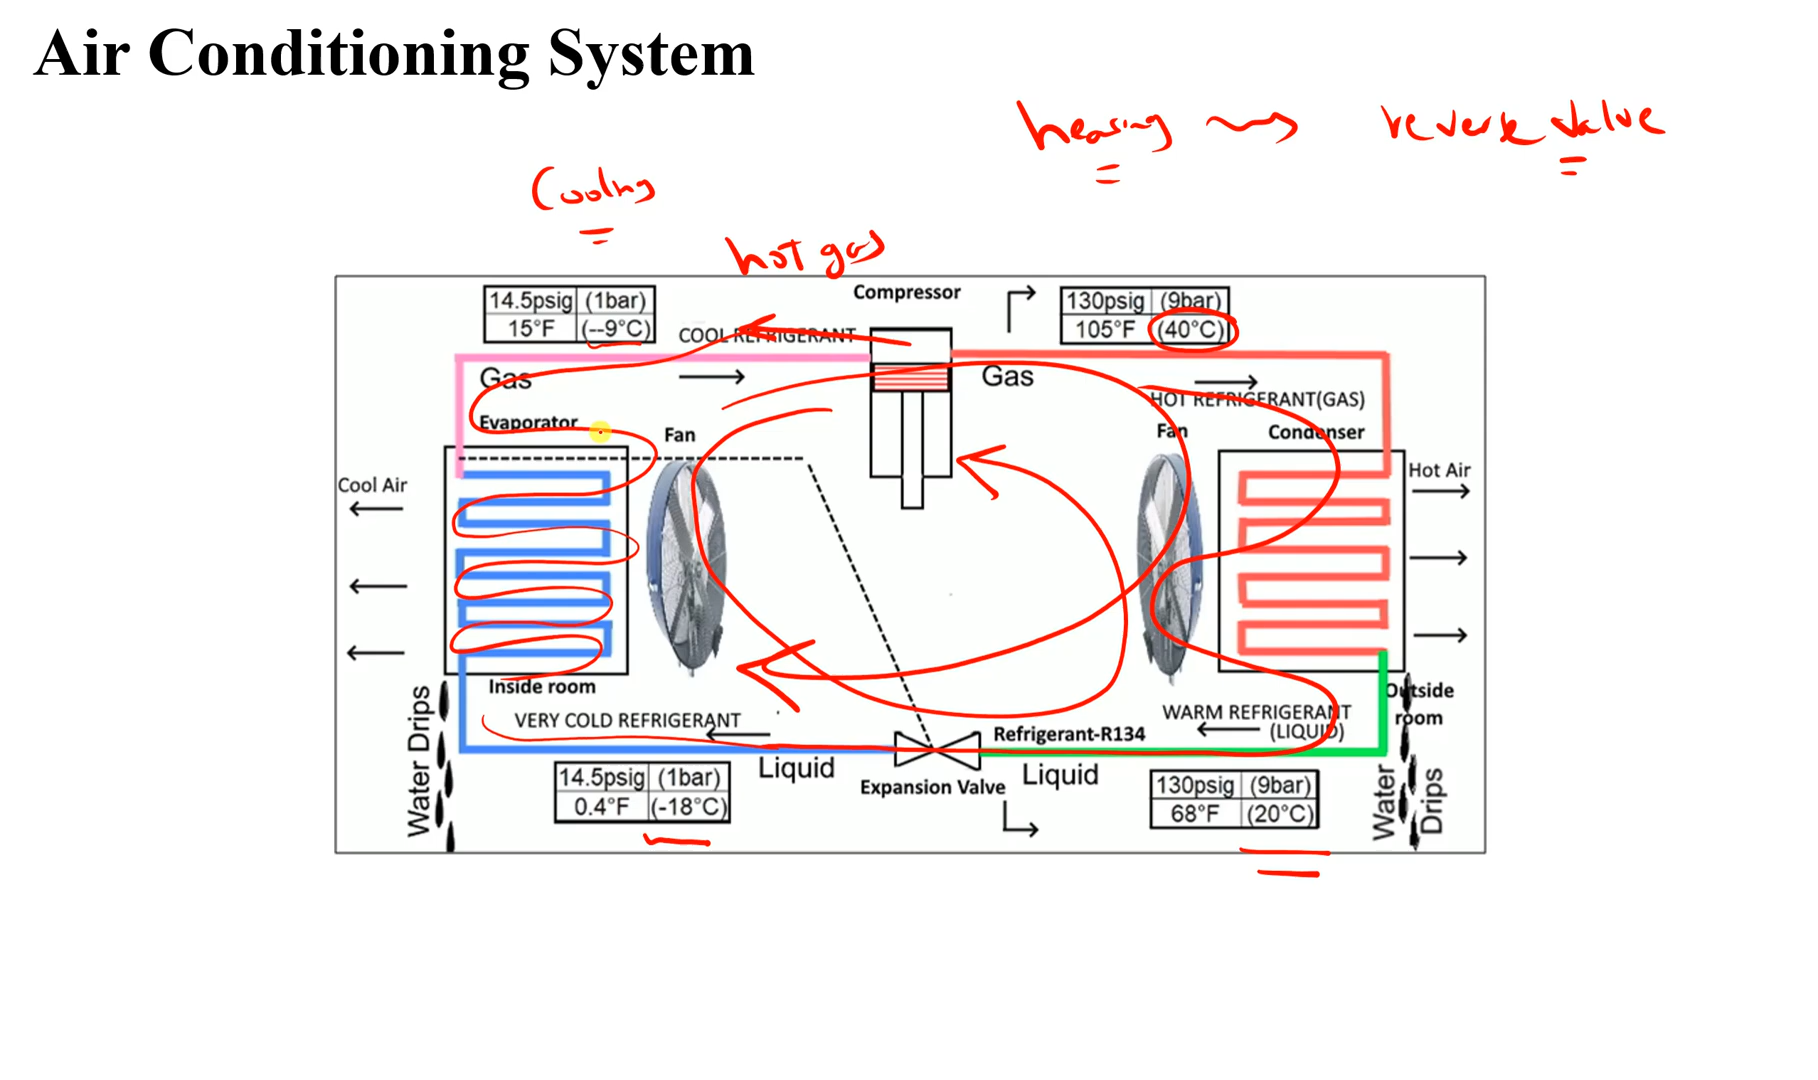 Air Conditioning System
heasing reverse valve
Cooling
hot gas
14.5psig (1bar)
15°F (--9°C)
Compressor
130psig (9bar)
105°F (40°C)
COOL REFRIGERANT
Gas
Gas
HOT REFRIGERANT(GAS)
Evaporator
Fan
Fan
Condenser
Cool Air
Hot Air
Inside room
Outside
room
Water Drips
VERY COLD REFRIGERANT
WARM REFRIGERANT
(LIQUID)
Refrigerant-R134
Liquid
Liquid
Expansion Valve
14.5psig (1bar)
0.4°F (-18°C)
130psig (9bar)
68°F (20°C)
Water
Drips